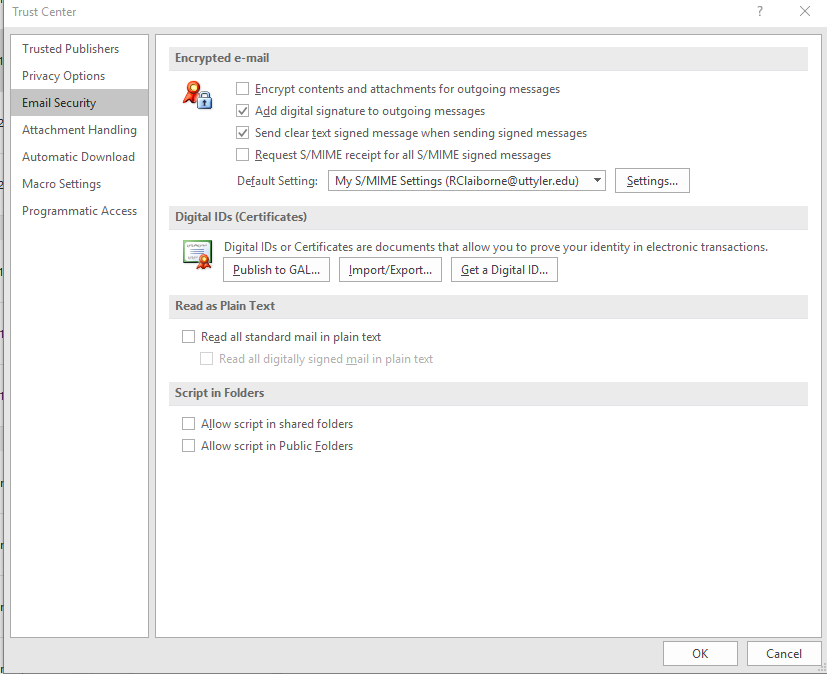 Trust Center
?
Trusted Publishers
Privacy Options
Email Security
Attachment Handling
Automatic Download
Macro Settings
Programmatic Access
Encrypted e-mail
Encrypt contents and attachments for outgoing messages
Add digital signature to outgoing messages
Send clear text signed message when sending signed messages
Request S/MIME receipt for all S/MIME signed messages
Default Setting: My S/MIME Settings (RClaiborne@uttyler.edu) Settings...
Digital IDs (Certificates)
Digital IDs or Certificates are documents that allow you to prove your identity in electronic transactions.
Publish to GAL... Import/Export... Get a Digital ID...
Read as Plain Text
Read all standard mail in plain text
Read all digitally signed mail in plain text
Script in Folders
Allow script in shared folders
Allow script in Public Folders
OK Cancel